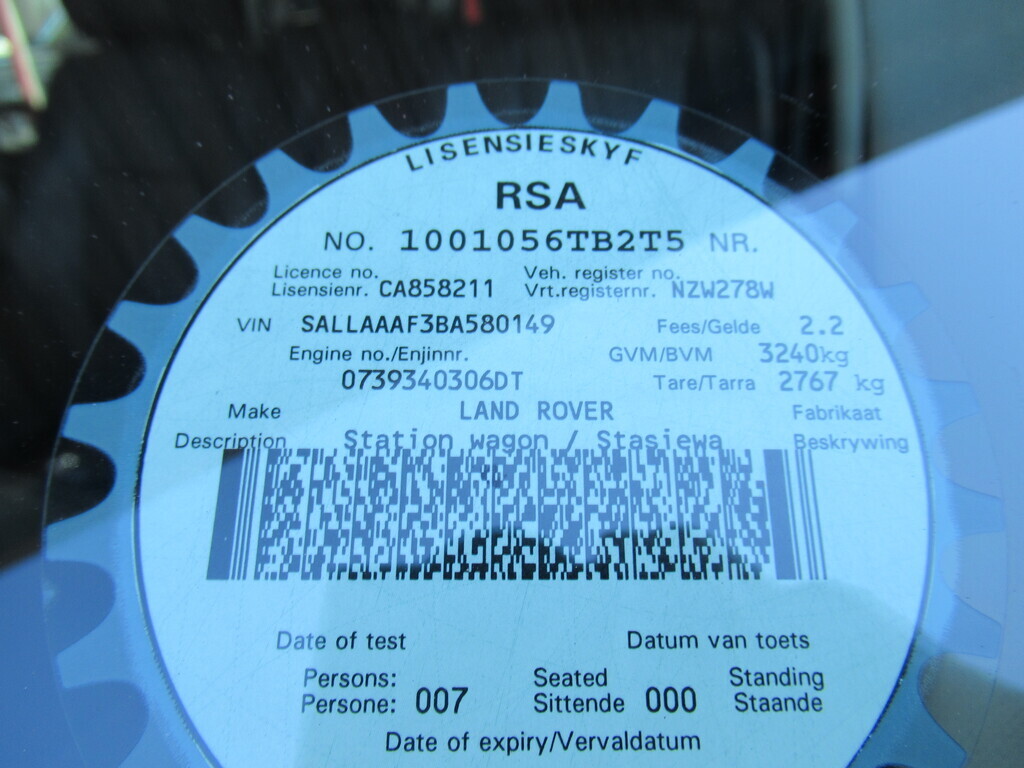 LISENSIESKYF
RSA
NO. 1001056TB2T5 NR.
Licence no. Veh. register no.
Lisensienr. CA858211 Vrt.registernr. NZW278W
VIN SALLAAAF3BA580149 Fees/Gelde 2.2
Engine no./Enjinnr. GVM/BVM 3240kg
0739340306DT Tare/Tarra 2767 kg
Make LAND ROVER Fabrikaat
Description Station wagon / Stasiewa Beskrywing
Date of test Datum van toets
Persons: Seated Standing
Persone: 007 Sittende 000 Staande
Date of expiry/Vervaldatum